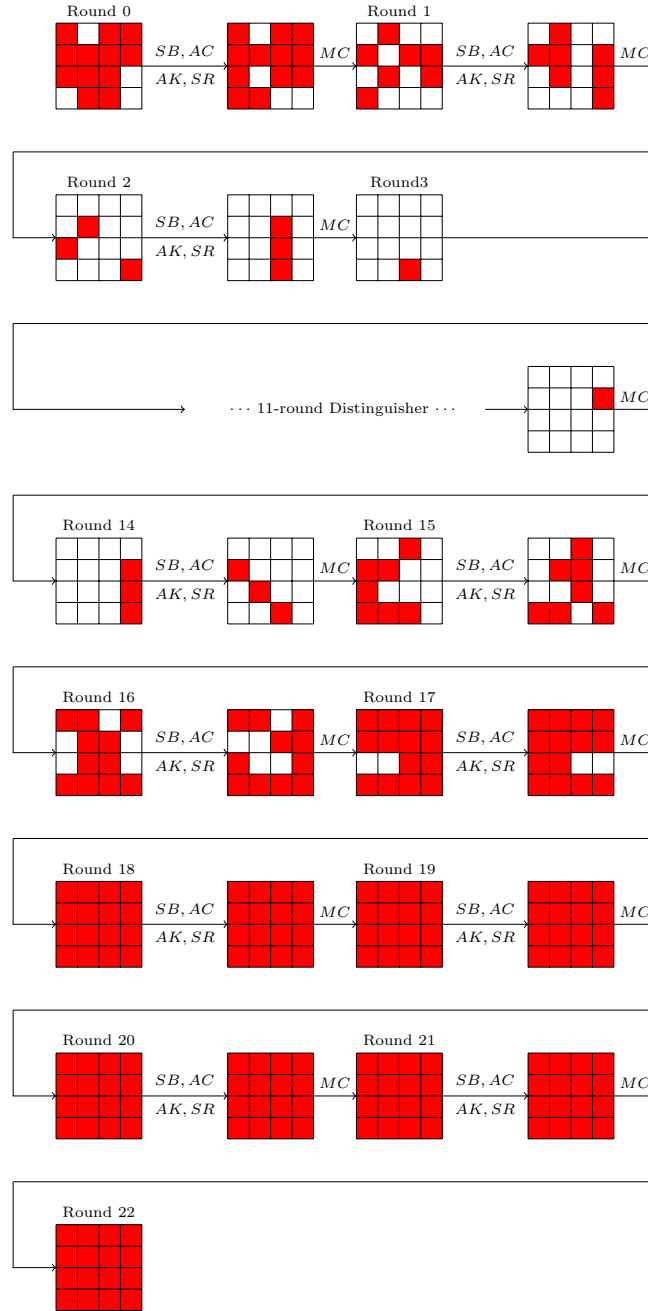 Round 0 Round 1
SB, AC MC SB, AC MC
AK, SR AK, SR
Round 2 Round3
SB, AC MC
AK, SR
··· 11-round Distinguisher ··· MC
Round 14 Round 15
SB, AC MC SB, AC MC
AK, SR AK, SR
Round 16 Round 17
SB, AC MC SB, AC MC
AK, SR AK, SR
Round 18 Round 19
SB, AC MC SB, AC MC
AK, SR AK, SR
Round 20 Round 21
SB, AC MC SB, AC MC
AK, SR AK, SR
Round 22